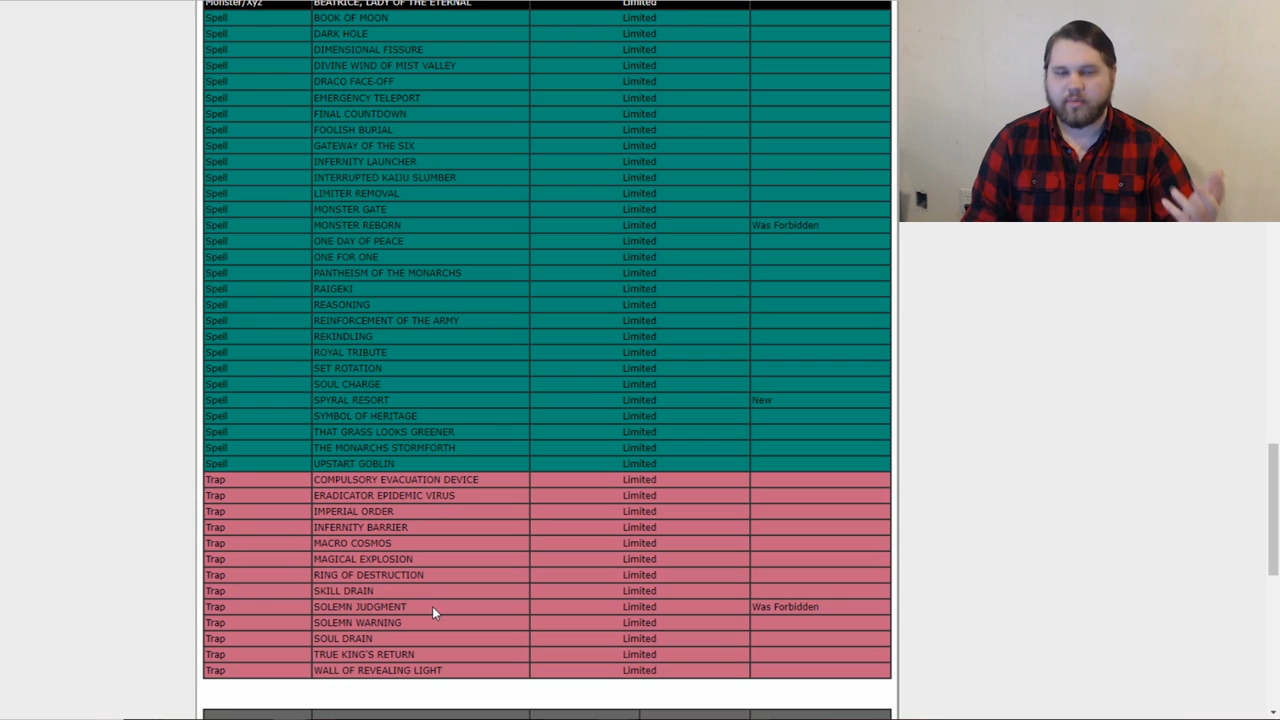 Monster/Xyz BEATRICE, LADY OF THE ETERNAL Limited
Spell BOOK OF MOON Limited
Spell DARK HOLE Limited
Spell DIMENSIONAL FISSURE Limited
Spell DIVINE WIND OF MIST VALLEY Limited
Spell DRACO FACE-OFF Limited
Spell EMERGENCY TELEPORT Limited
Spell FINAL COUNTDOWN Limited
Spell FOOLISH BURIAL Limited
Spell GATEWAY OF THE SIX Limited
Spell INFERNITY LAUNCHER Limited
Spell INTERRUPTED KAIJU SLUMBER Limited
Spell LIMITER REMOVAL Limited
Spell MONSTER GATE Limited
Spell MONSTER REBORN Limited Was Forbidden
Spell ONE DAY OF PEACE Limited
Spell ONE FOR ONE Limited
Spell PANTHEISM OF THE MONARCHS Limited
Spell RAIGEKI Limited
Spell REASONING Limited
Spell REINFORCEMENT OF THE ARMY Limited
Spell REKINDLING Limited
Spell ROYAL TRIBUTE Limited
Spell SET ROTATION Limited
Spell SOUL CHARGE Limited
Spell SPYRAL RESORT Limited New
Spell SYMBOL OF HERITAGE Limited
Spell THAT GRASS LOOKS GREENER Limited
Spell THE MONARCHS STORMFORTH Limited
Spell UPSTART GOBLIN Limited
Trap COMPULSORY EVACUATION DEVICE Limited
Trap ERADICATOR EPIDEMIC VIRUS Limited
Trap IMPERIAL ORDER Limited
Trap INFERNITY BARRIER Limited
Trap MACRO COSMOS Limited
Trap MAGICAL EXPLOSION Limited
Trap RING OF DESTRUCTION Limited
Trap SKILL DRAIN Limited
Trap SOLEMN JUDGMENT Limited Was Forbidden
Trap SOLEMN WARNING Limited
Trap SOUL DRAIN Limited
Trap TRUE KING'S RETURN Limited
Trap WALL OF REVEALING LIGHT Limited